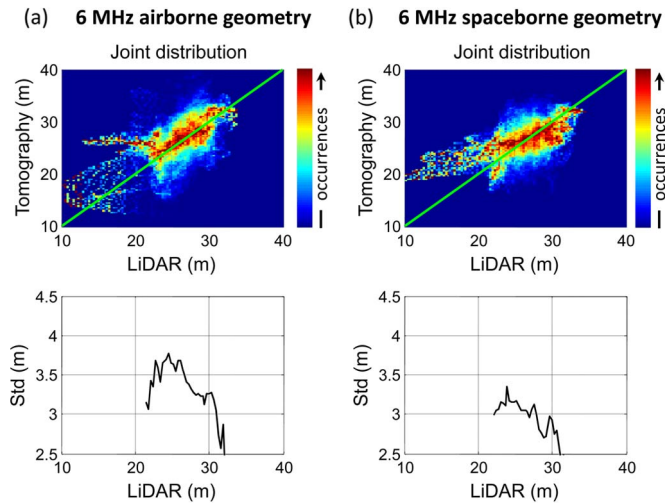 (a) 6 MHz airborne geometry
Joint distribution
Tomography (m)
40
30
20
10
10 20 30 40
LiDAR (m)
occurrences
Std (m)
4.5
4
3.5
3
2.5
10 20 30 40
LiDAR (m)
(b) 6 MHz spaceborne geometry
Joint distribution
Tomography (m)
40
30
20
10
10 20 30 40
LiDAR (m)
occurrences
Std (m)
4.5
4
3.5
3
2.5
10 20 30 40
LiDAR (m)